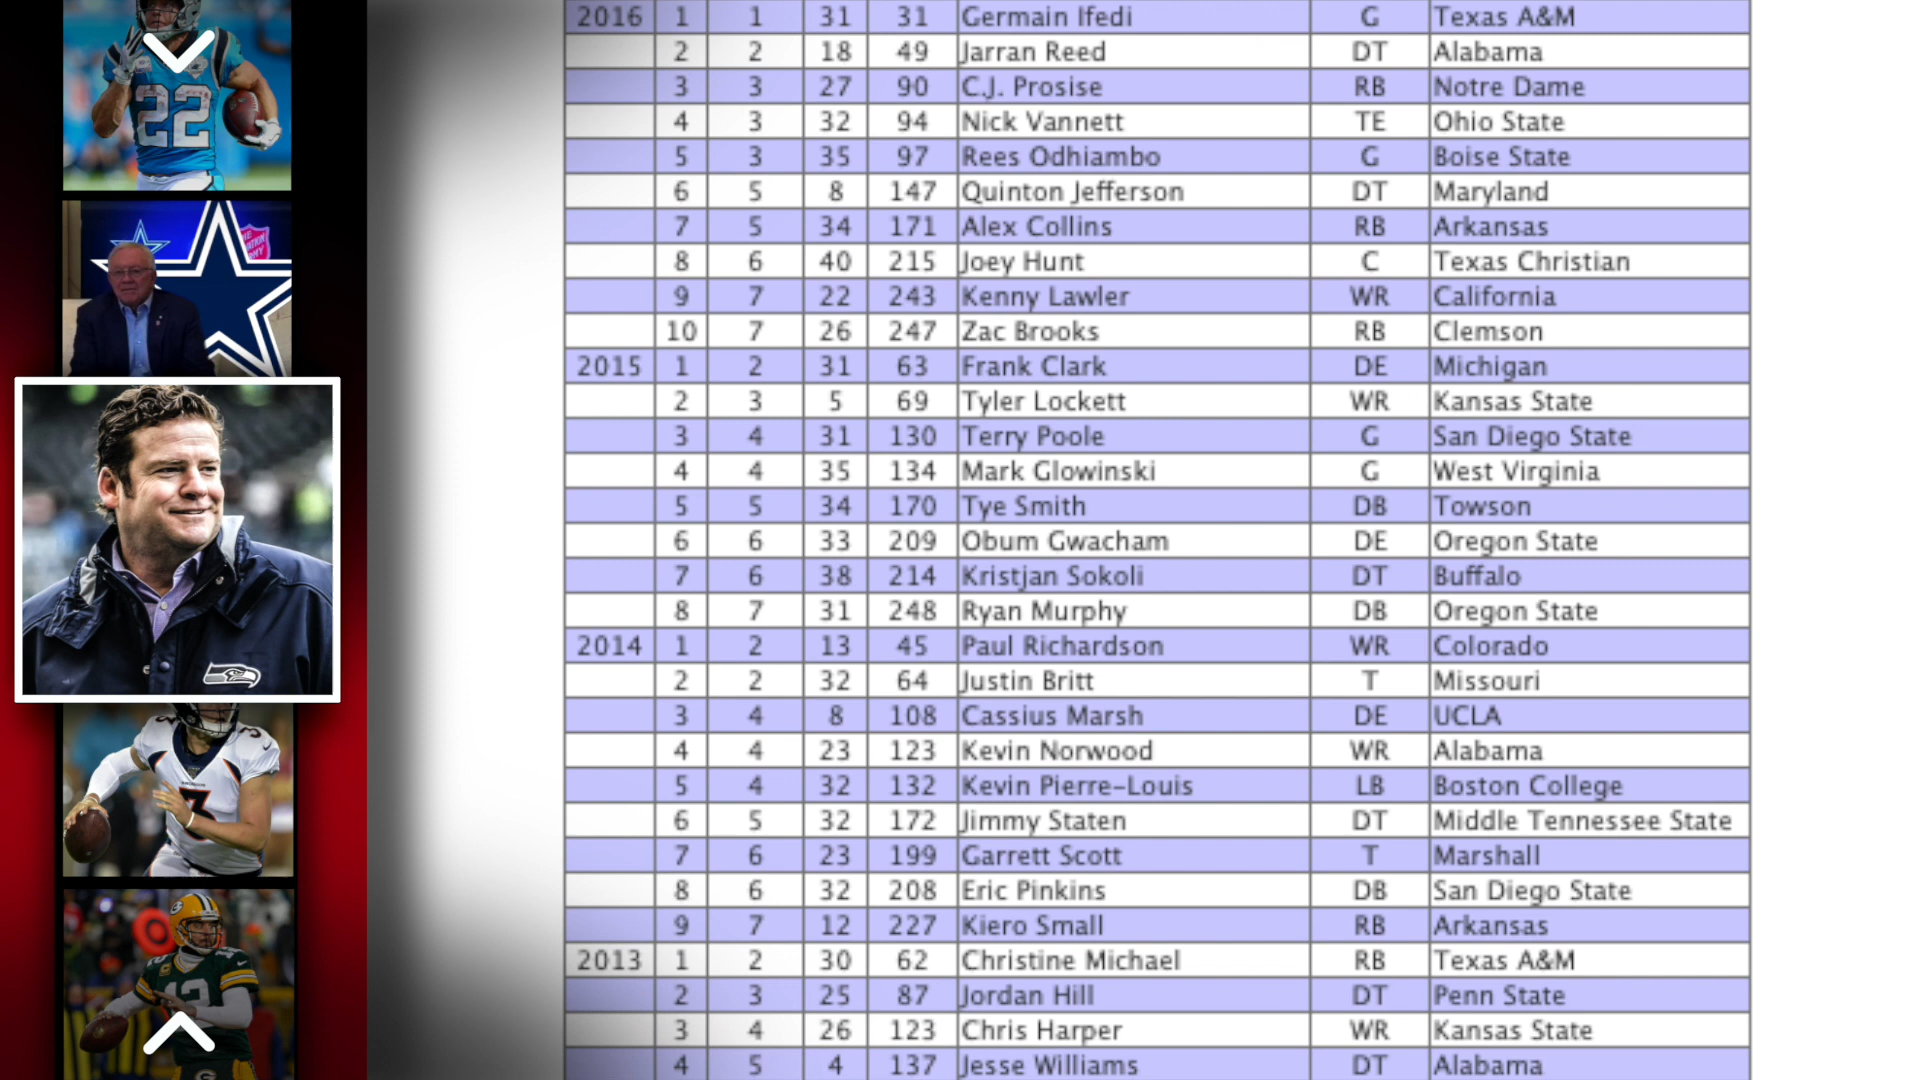 22
2016 1 1 31 31 Germain Ifedi G Texas A&M
2 2 18 49 Jarran Reed DT Alabama
3 3 27 90 C.J. Prosise RB Notre Dame
4 3 32 94 Nick Vannett TE Ohio State
5 3 35 97 Rees Odhiambo G Boise State
6 5 8 147 Quinton Jefferson DT Maryland
7 5 34 171 Alex Collins RB Arkansas
8 6 40 215 Joey Hunt C Texas Christian
9 7 22 243 Kenny Lawler WR California
10 7 26 247 Zac Brooks RB Clemson
2015 1 2 31 63 Frank Clark DE Michigan
2 3 5 69 Tyler Lockett WR Kansas State
3 4 31 130 Terry Poole G San Diego State
4 4 35 134 Mark Glowinski G West Virginia
5 5 34 170 Tye Smith DB Towson
6 6 33 209 Obum Gwacham DE Oregon State
7 6 38 214 Kristjan Sokoli DT Buffalo
8 7 31 248 Ryan Murphy DB Oregon State
2014 1 2 13 45 Paul Richardson WR Colorado
2 2 32 64 Justin Britt T Missouri
3 4 8 108 Cassius Marsh DE UCLA
4 4 23 123 Kevin Norwood WR Alabama
5 4 32 132 Kevin Pierre-Louis LB Boston College
6 5 32 172 Jimmy Staten DT Middle Tennessee State
7 6 23 199 Garrett Scott T Marshall
8 6 32 208 Eric Pinkins DB San Diego State
9 7 12 227 Kiero Small RB Arkansas
2013 1 2 30 62 Christine Michael RB Texas A&M
2 3 25 87 Jordan Hill DT Penn State
3 4 26 123 Chris Harper WR Kansas State
4 5 4 137 Jesse Williams DT Alabama
3
12